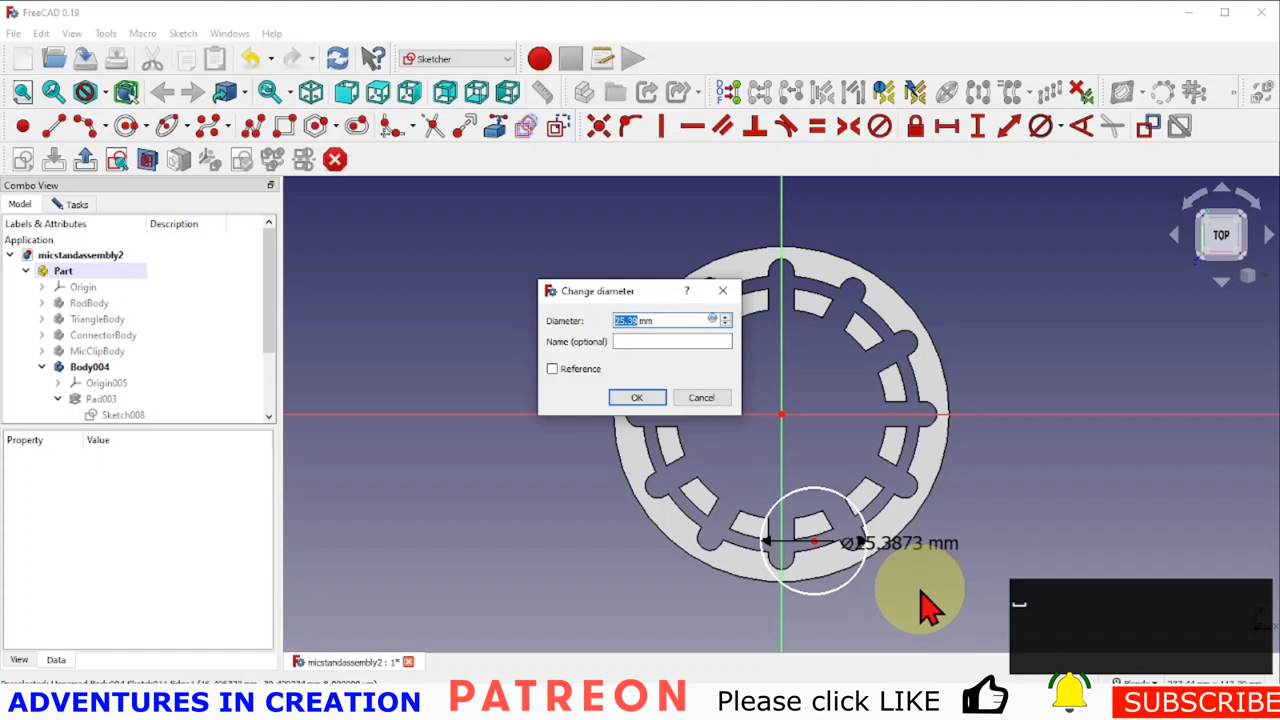 FreeCAD 0.19
File Edit View Tools Macro Sketch Windows Help
Sketcher
Combo View
Model Tasks
Labels & Attributes Description
Application
micstandassembly2
Part
Origin
RodBody
TriangleBody
ConnectorBody
MicClipBody
Body004
Origin005
Pad003
Sketch008
Property Value
View Data
TOP
Change diameter ?
Diameter: 25.39 mm
Name (optional)
Reference
OK Cancel
⌀25.3873 mm
micstandassembly2 : 1*
ADVENTURES IN CREATION PATREON Please click LIKE SUBSCRIBE